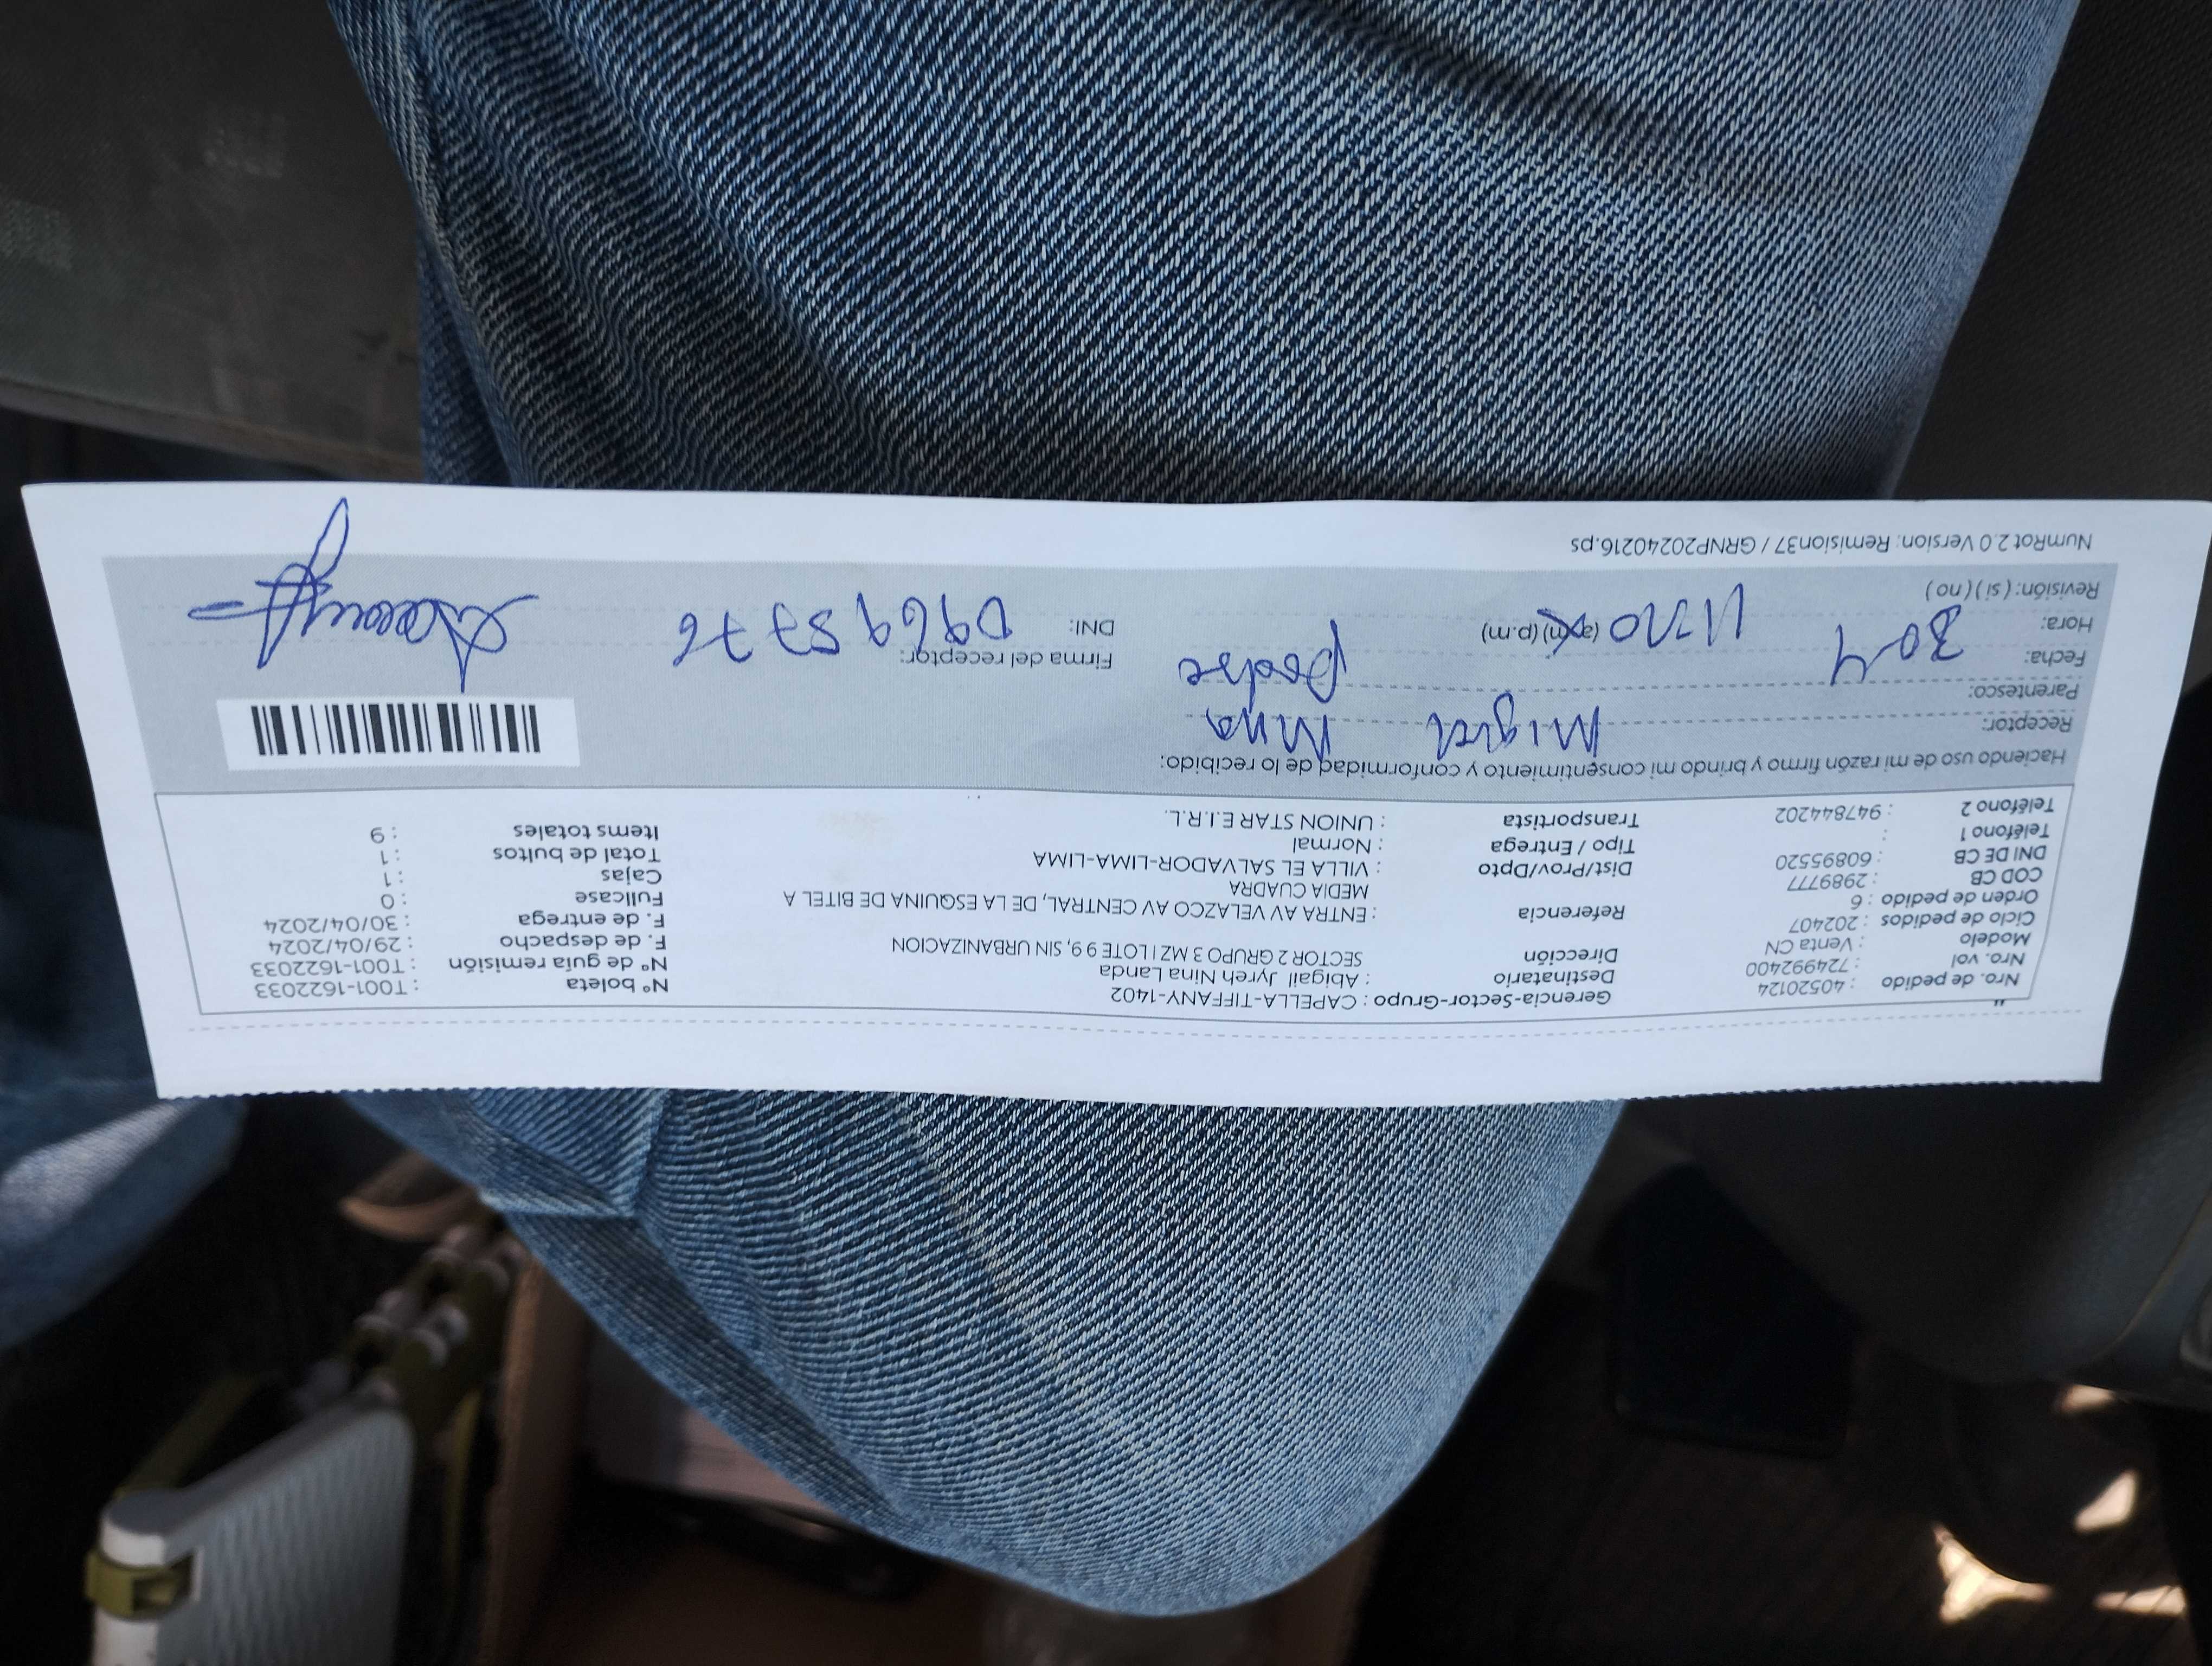 Nro. de pedido : 40520124
Nro. vol : 724992400
Modelo : Venta CN
Ciclo de pedidos : 202407
Orden de pedido : 6
COD CB : 2989777
DNI DE CB : 60895520
Teléfono 1 :
Teléfono 2 : 947844202
Gerencia-Sector-Grupo : CAPELLA-TIFFANY-1402
Destinatario : Abigail Jyreh Nina Landa
Dirección SECTOR 2 GRUPO 3 MZ I LOTE 9 9, SIN URBANIZACION
Referencia : ENTRA AV VELAZCO AV CENTRAL, DE LA ESQUINA DE BITEL A
MEDIA CUADRA
Dist/Prov/Dpto : VILLA EL SALVADOR-LIMA-LIMA
Tipo / Entrega : Normal
Transportista : UNION STAR E.I.R.L.
Nº boleta : T001-1622033
Nº de guía remisión : T001-1622033
F. de despacho : 29/04/2024
F. de entrega : 30/04/2024
Fullcase : 0
Cajas : 1
Total de bultos : 1
Items totales : 9
Haciendo uso de mi razón firmo y brindo mi consentimiento y conformidad de lo recibido:
Receptor: Miguel Nina
Parentesco: Padre
Fecha: 30-4
Hora: (a.m) (p.m)
Revisión: ( si ) ( no )
Firma del receptor:
DNI: 09695776
NumRot 2.0 Version: Remision37 / GRNP20240216.ps